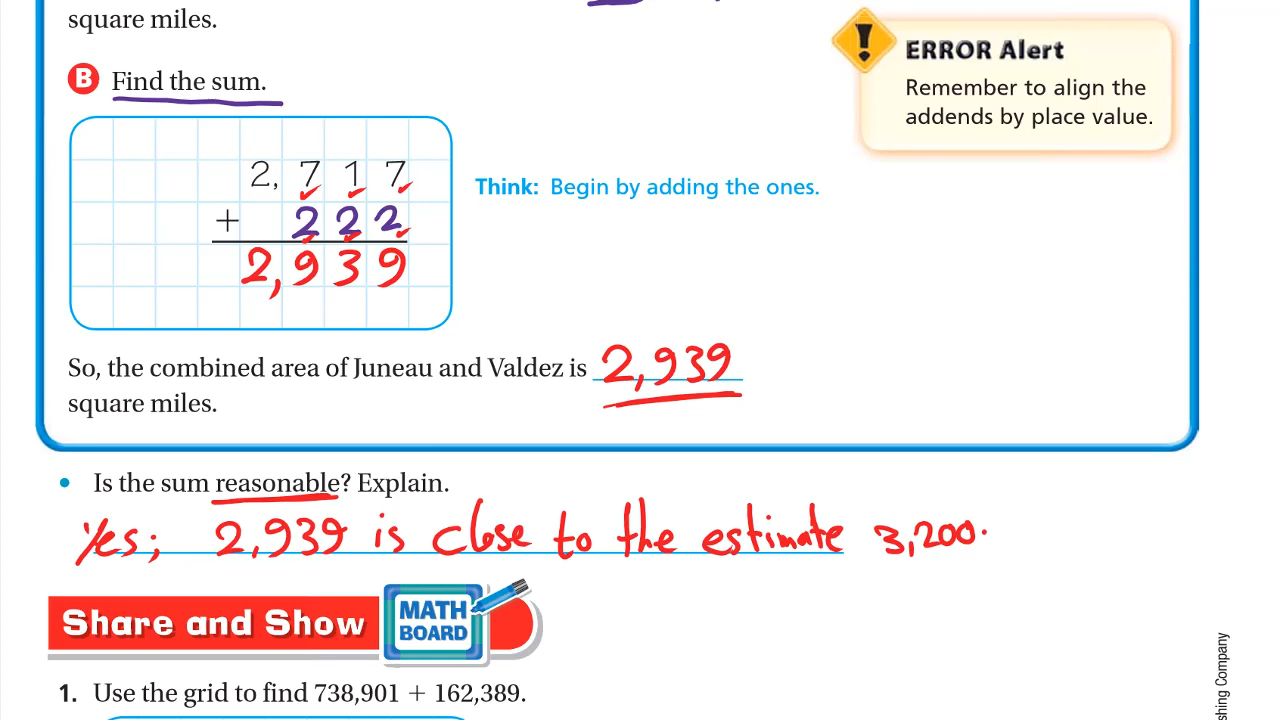 square miles.
ERROR Alert
Remember to align the
addends by place value.
B Find the sum.
2,717
+ 222
2,939
Think: Begin by adding the ones.
So, the combined area of Juneau and Valdez is 2,939
square miles.
• Is the sum reasonable? Explain.
Yes; 2,939 is close to the estimate 3,200.
Share and Show
MATH
BOARD
1. Use the grid to find 738,901 + 162,389.
shing Company